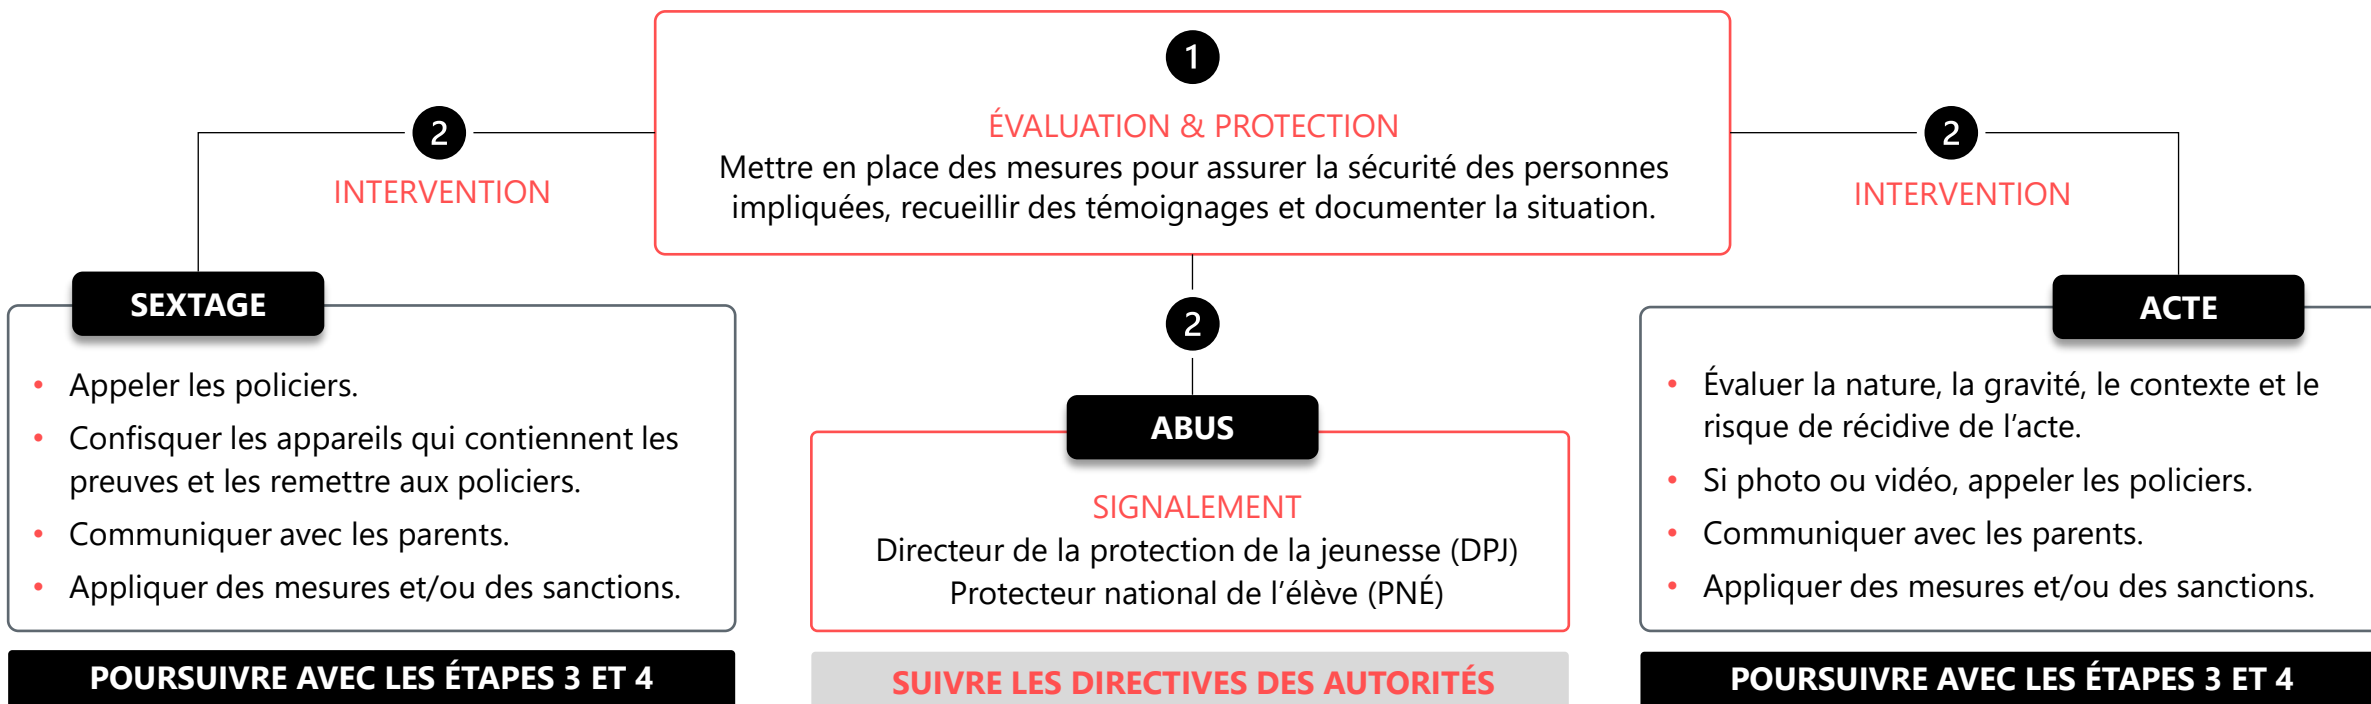 1
ÉVALUATION & PROTECTION
Mettre en place des mesures pour assurer la sécurité des personnes
impliquées, recueillir des témoignages et documenter la situation.
2
INTERVENTION
SEXTAGE
• Appeler les policiers.
• Confisquer les appareils qui contiennent les
preuves et les remettre aux policiers.
• Communiquer avec les parents.
• Appliquer des mesures et/ou des sanctions.
POURSUIVRE AVEC LES ÉTAPES 3 ET 4
2
ABUS
SIGNALEMENT
Directeur de la protection de la jeunesse (DPJ)
Protecteur national de l’élève (PNÉ)
SUIVRE LES DIRECTIVES DES AUTORITÉS
2
INTERVENTION
ACTE
• Évaluer la nature, la gravité, le contexte et le
risque de récidive de l’acte.
• Si photo ou vidéo, appeler les policiers.
• Communiquer avec les parents.
• Appliquer des mesures et/ou des sanctions.
POURSUIVRE AVEC LES ÉTAPES 3 ET 4